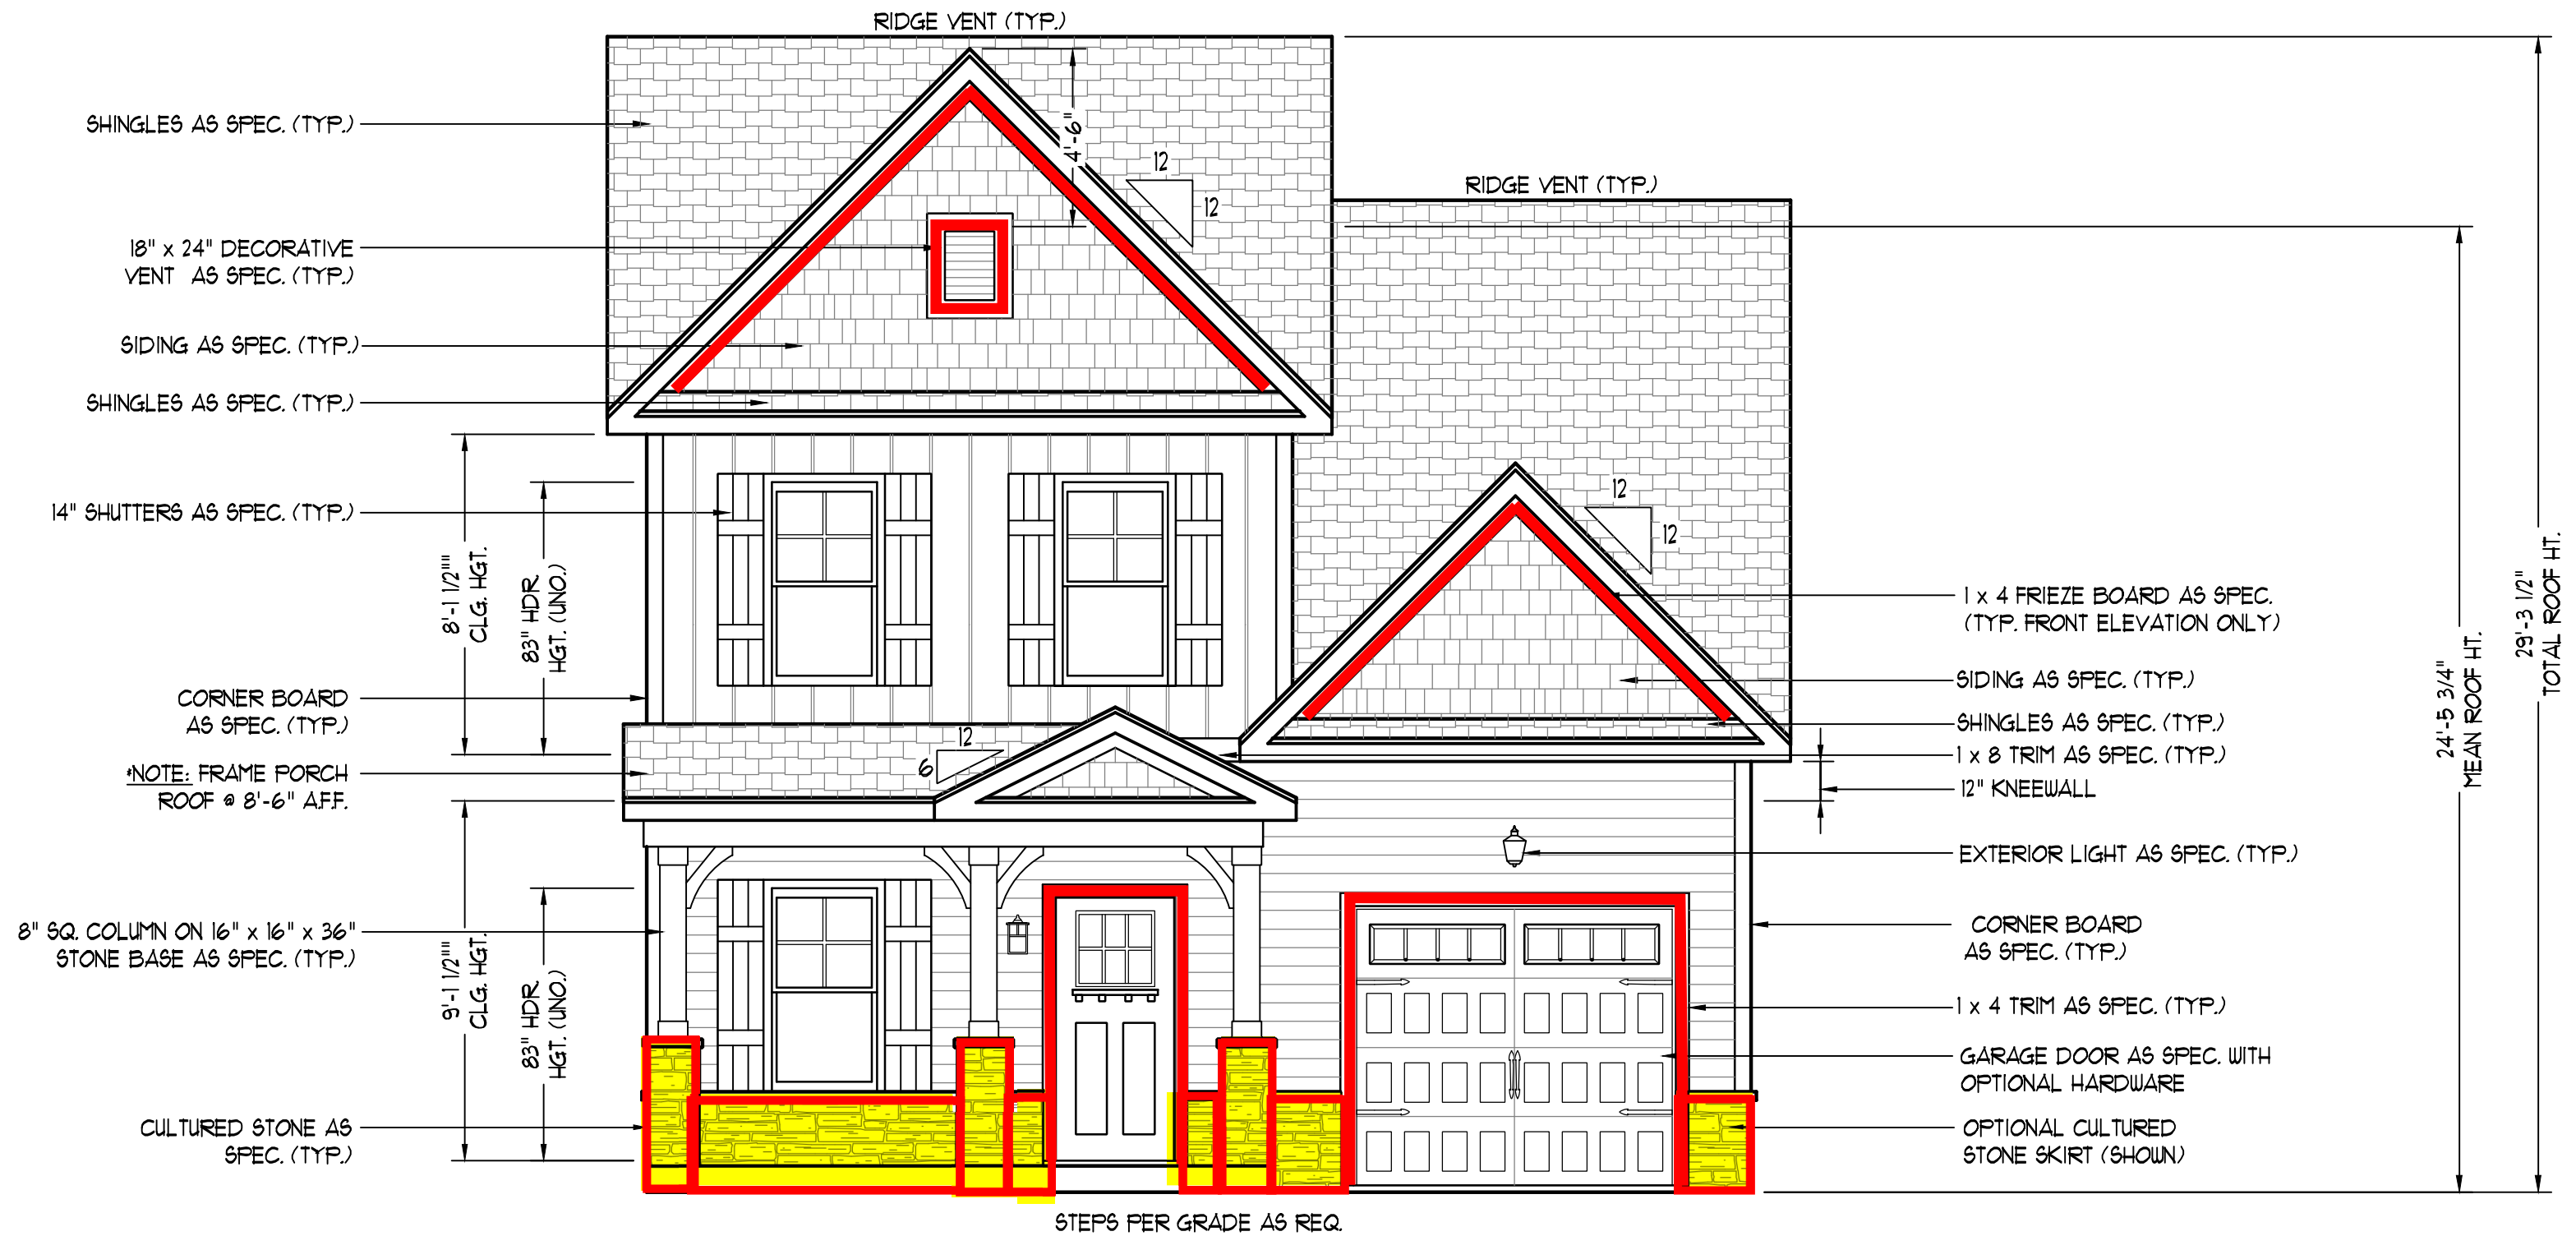 RIDGE VENT (TYP.)
SHINGLES AS SPEC. (TYP.)
4'-6"
12
12
RIDGE VENT (TYP.)
18" x 24" DECORATIVE
VENT AS SPEC. (TYP.)
SIDING AS SPEC. (TYP.)
SHINGLES AS SPEC. (TYP.)
14" SHUTTERS AS SPEC. (TYP.)
8'-1 1/2""
CLG. HGT.
83" HDR
HGT. (UNO.)
CORNER BOARD
AS SPEC. (TYP.)
12
6
*NOTE: FRAME PORCH
ROOF @ 8'-6" A.F.F.
8" SQ. COLUMN ON 16" x 16" x 36"
STONE BASE AS SPEC. (TYP.)
9'-1 1/2""
CLG. HGT.
83" HDR
HGT. (UNO.)
CULTURED STONE AS
SPEC. (TYP.)
12
12
1 x 4 FRIEZE BOARD AS SPEC.
(TYP. FRONT ELEVATION ONLY)
SIDING AS SPEC. (TYP.)
SHINGLES AS SPEC. (TYP.)
1 x 8 TRIM AS SPEC. (TYP.)
12" KNEEWALL
EXTERIOR LIGHT AS SPEC. (TYP.)
CORNER BOARD
AS SPEC. (TYP.)
1 x 4 TRIM AS SPEC. (TYP.)
GARAGE DOOR AS SPEC. WITH
OPTIONAL HARDWARE
OPTIONAL CULTURED
STONE SKIRT (SHOWN)
24'-5 3/4"
MEAN ROOF HT.
29'-3 1/2"
TOTAL ROOF HT.
STEPS PER GRADE AS REQ.